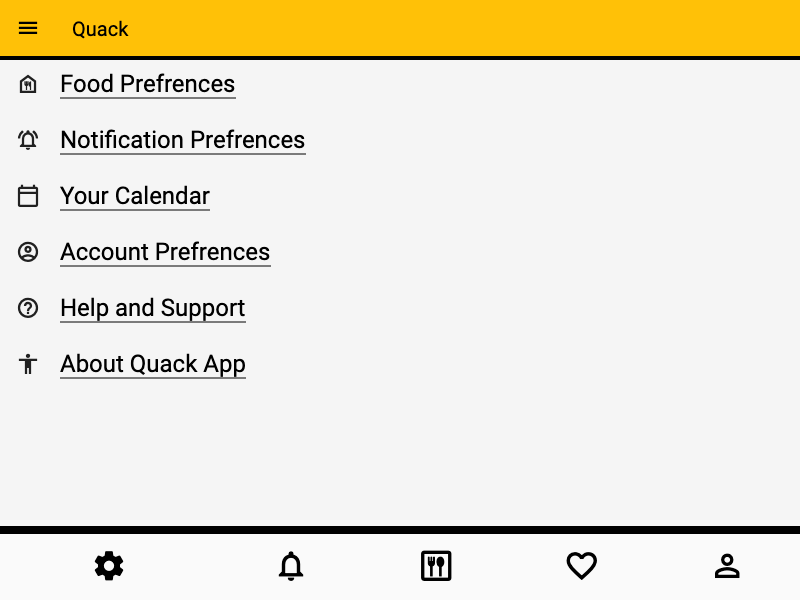 Quack
Food Prefrences
Notification Prefrences
Your Calendar
Account Prefrences
Help and Support
About Quack App